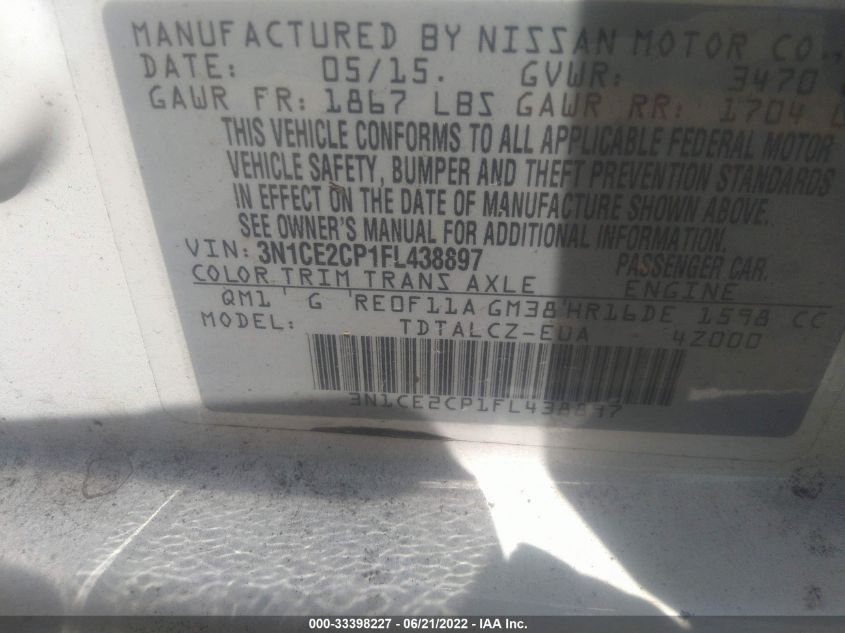 MANUFACTURED BY NISSAN MOTOR CO.,
DATE: 05/15. GVWR: 3470
GAWR FR: 1867 LBS GAWR RR: 1704 L
THIS VEHICLE CONFORMS TO ALL APPLICABLE FEDERAL MOTOR
VEHICLE SAFETY, BUMPER AND THEFT PREVENTION STANDARDS
IN EFFECT ON THE DATE OF MANUFACTURE SHOWN ABOVE.
SEE OWNER'S MANUAL FOR ADDITIONAL INFORMATION.
VIN: 3N1CE2CP1FL438897 PASSENGER CAR.
COLOR TRIM TRANS AXLE ENGINE
QM1 ' G 'RE0F11A GM38'HR16DE 1598 CC
MODEL: TDTALCZ-EUA 4Z000
3N1CE2CP1FL438897
000-33398227 - 06/21/2022 - IAA Inc.